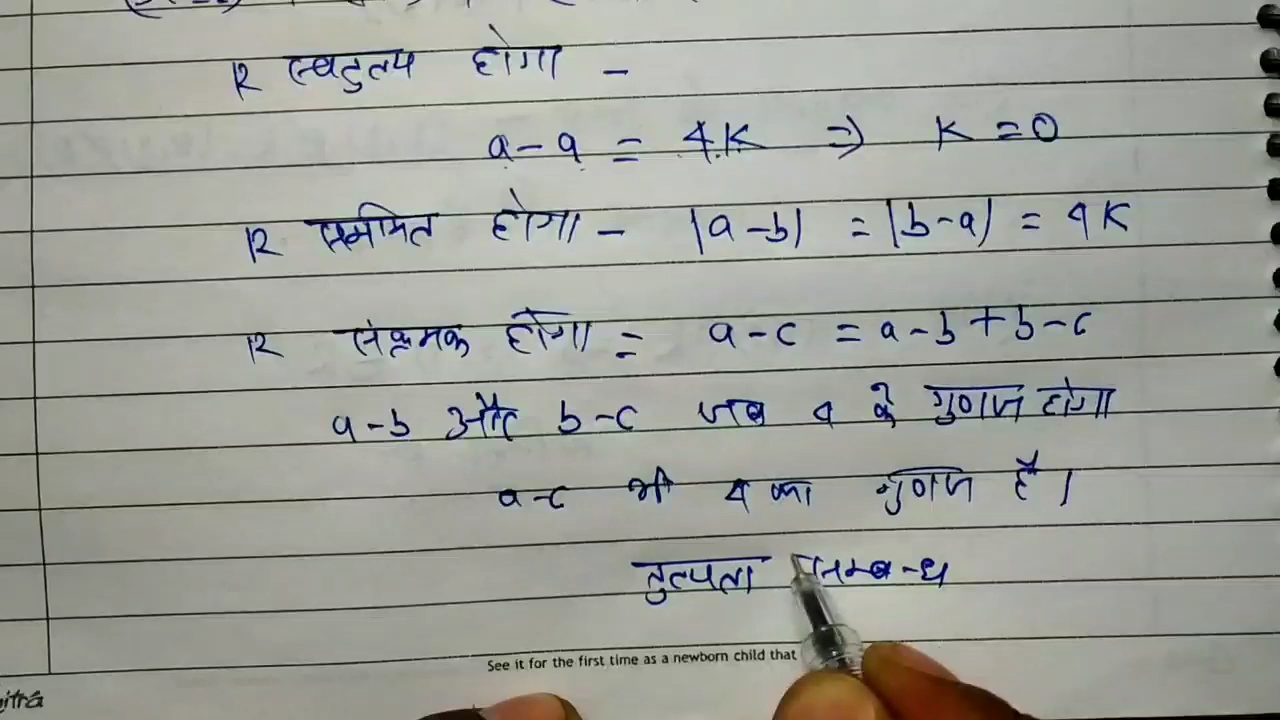 R स्वतुल्य होगा -
a - a = 4K ⇒ K = 0
R सममित होगा - |a-b| = |b-a| = 4K
R संक्रमक होगा = a-c = a-b+b-c
a-b और b-c जब 4 के गुणज होगा
a-c भी 4 का गुणज है।
तुल्यता सम्बन्ध
See it for the first time as a newborn child that